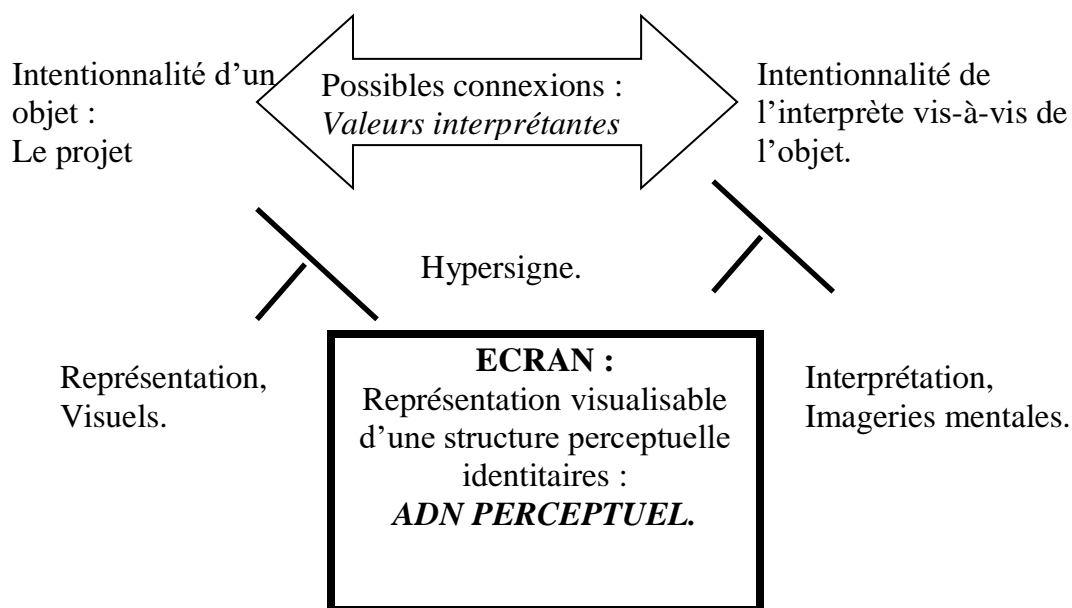 Intentionnalité d’un
objet :
Le projet
Possibles connexions :
Valeurs interprétantes
Intentionnalité de
l’interprète vis-à-vis de
l’objet.
Hypersigne.
Représentation,
Visuels.
ECRAN :
Représentation visualisable
d’une structure perceptuelle
identitaires :
ADN PERCEPTUEL.
Interprétation,
Imageries mentales.